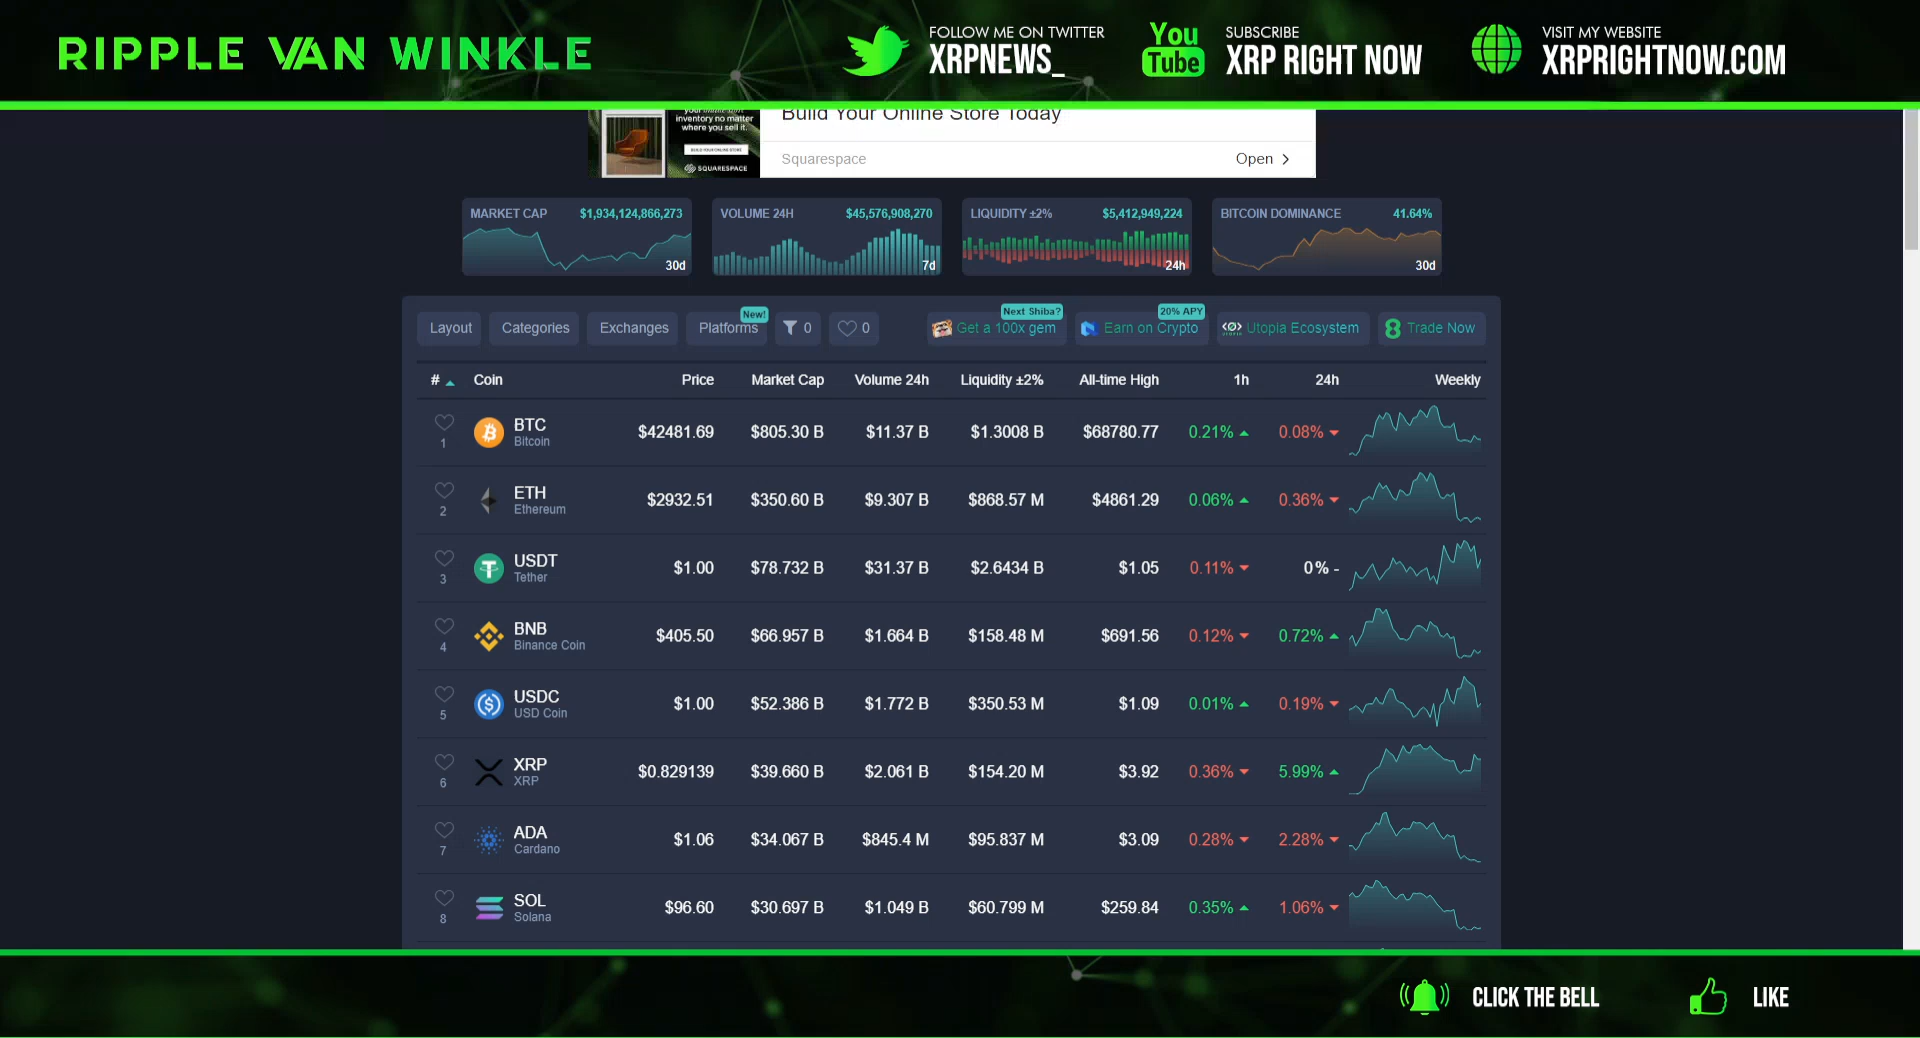 RIPPLE VAN WINKLE
FOLLOW ME ON TWITTER
XRPNEWS_
You
Tube
SUBSCRIBE
XRP RIGHT NOW
VISIT MY WEBSITE
XRPRIGHTNOW.COM
inventory no matter
where you sell it.
BUILD YOUR ONLINE STORE
SQUARESPACE
Build Your Online Store Today
Squarespace
Open
MARKET CAP $1,934,124,866,273
30d
VOLUME 24H $45,576,908,270
7d
LIQUIDITY ±2% $5,412,949,224
24h
BITCOIN DOMINANCE 41.64%
30d
Layout
Categories
Exchanges
Platforms
New!
0
0
Next Shiba?
Get a 100x gem
20% APY
Earn on Crypto
Utopia Ecosystem
Trade Now
# Coin Price Market Cap Volume 24h Liquidity ±2% All-time High 1h 24h Weekly
1 BTC Bitcoin $42481.69 $805.30 B $11.37 B $1.3008 B $68780.77 0.21% 0.08%
2 ETH Ethereum $2932.51 $350.60 B $9.307 B $868.57 M $4861.29 0.06% 0.36%
3 USDT Tether $1.00 $78.732 B $31.37 B $2.6434 B $1.05 0.11% 0% -
4 BNB Binance Coin $405.50 $66.957 B $1.664 B $158.48 M $691.56 0.12% 0.72%
5 USDC USD Coin $1.00 $52.386 B $1.772 B $350.53 M $1.09 0.01% 0.19%
6 XRP XRP $0.829139 $39.660 B $2.061 B $154.20 M $3.92 0.36% 5.99%
7 ADA Cardano $1.06 $34.067 B $845.4 M $95.837 M $3.09 0.28% 2.28%
8 SOL Solana $96.60 $30.697 B $1.049 B $60.799 M $259.84 0.35% 1.06%
CLICK THE BELL
LIKE